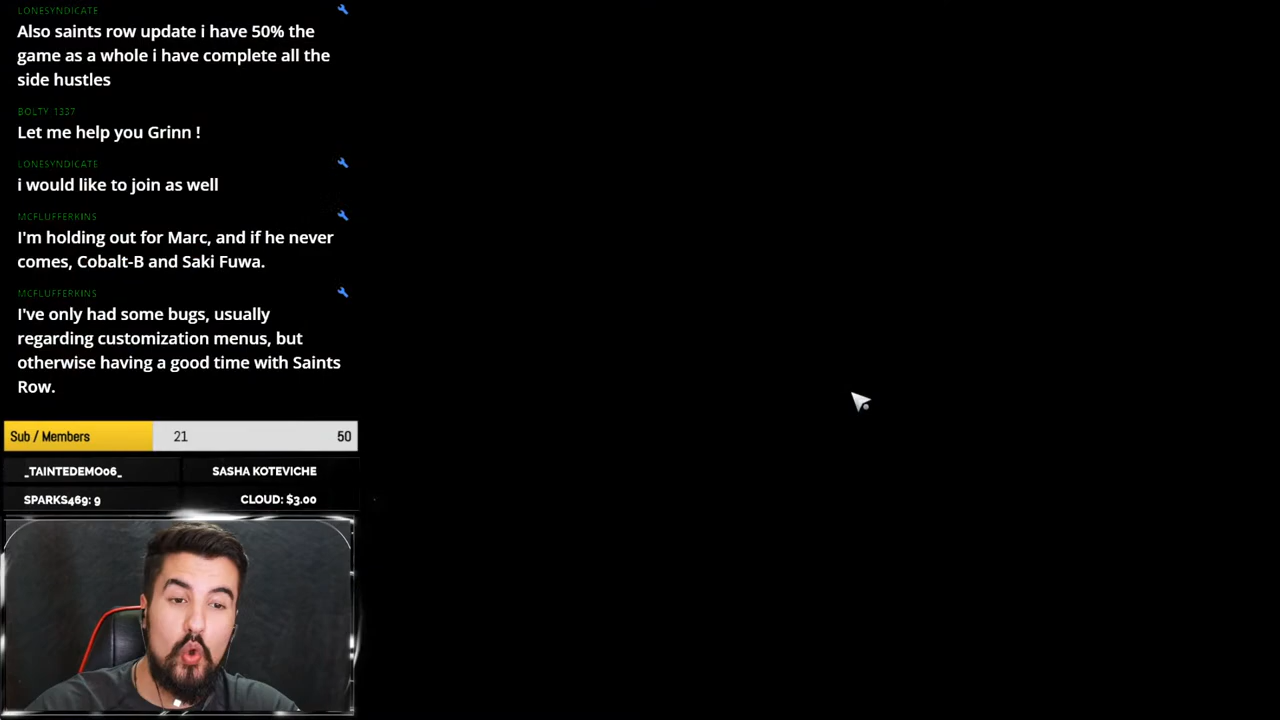 LONESYNDICATE
Also saints row update i have 50% the
game as a whole i have complete all the
side hustles
BOLTY 1337
Let me help you Grinn !
LONESYNDICATE
i would like to join as well
MCFLUFFERKINS
I'm holding out for Marc, and if he never
comes, Cobalt-B and Saki Fuwa.
MCFLUFFERKINS
I've only had some bugs, usually
regarding customization menus, but
otherwise having a good time with Saints
Row.
Sub / Members 21 50
_TAINTEDEMO06_ SASHA KOTEVICHE
SPARKS469: 9 CLOUD: $3.00